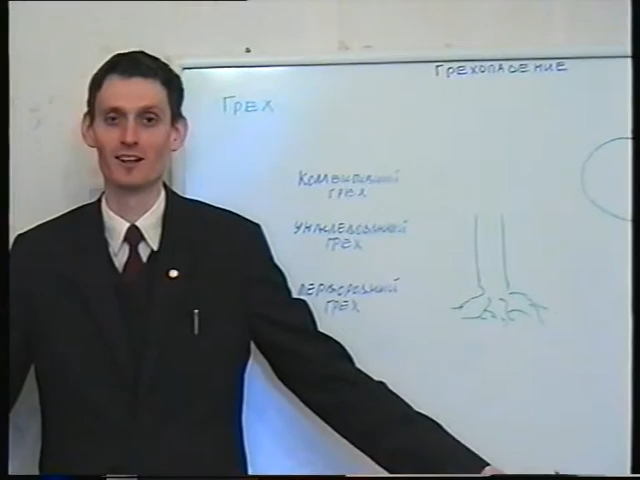 Грехопадение
Грех
Коллективный
грех
Унаследованный
грех
Первородный
грех